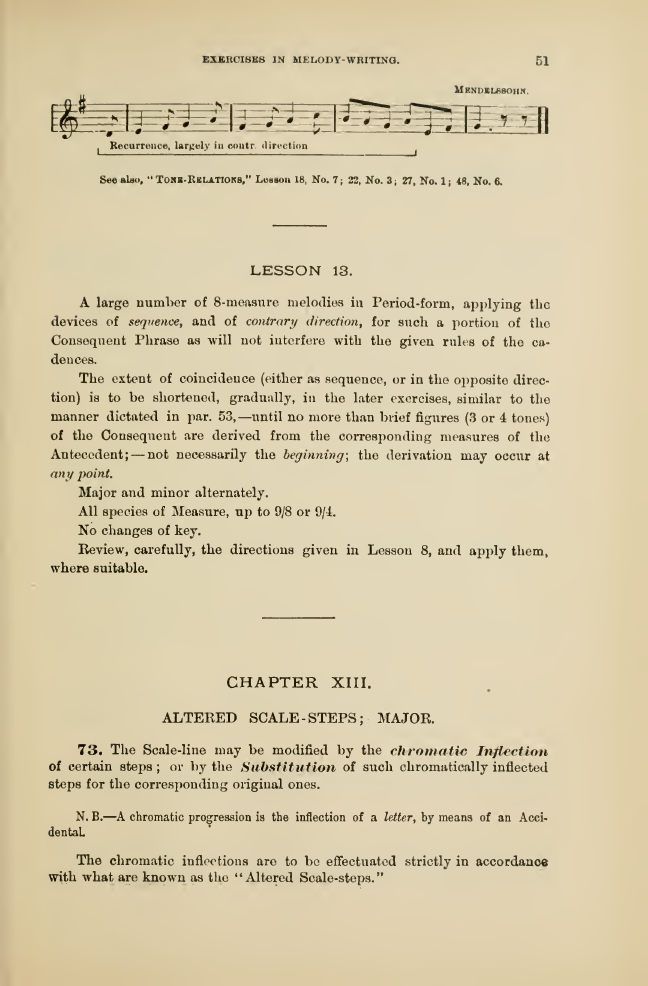 EXERCISES IN MELODY-WRITING. 51
MENDELSSOHN.
Recurrence, largely in contr. direction
See also, "TONE-RELATIONS," Lesson 18, No. 7; 22, No. 3; 27, No. 1; 48, No. 6.
LESSON 13.
A large number of 8-measure melodies in Period-form, applying the
devices of sequence, and of contrary direction, for such a portion of the
Consequent Phrase as will not interfere with the given rules of the ca-
dences.
The extent of coincidence (either as sequence, or in the opposite direc-
tion) is to be shortened, gradually, in the later exercises, similar to the
manner dictated in par. 53,—until no more than brief figures (3 or 4 tones)
of the Consequent are derived from the corresponding measures of the
Antecedent;—not necessarily the beginning; the derivation may occur at
any point.
Major and minor alternately.
All species of Measure, up to 9/8 or 9/4.
No changes of key.
Review, carefully, the directions given in Lesson 8, and apply them,
where suitable.
CHAPTER XIII.
ALTERED SCALE-STEPS; MAJOR.
73. The Scale-line may be modified by the chromatic Inflection
of certain steps; or by the Substitution of such chromatically inflected
steps for the corresponding original ones.
N. B.—A chromatic progression is the inflection of a letter, by means of an Acci-
dental.
The chromatic inflections are to be effectuated strictly in accordance
with what are known as the "Altered Scale-steps."